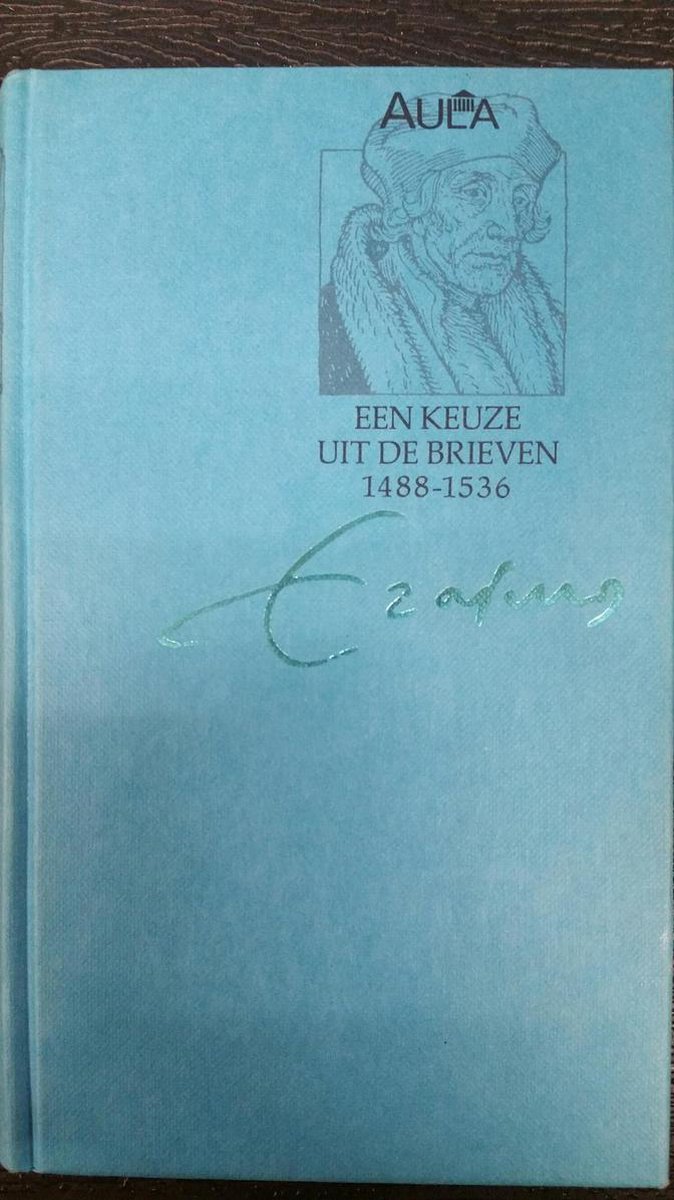 AULA
EEN KEUZE
UIT DE BRIEVEN
1488-1536
Erasmus